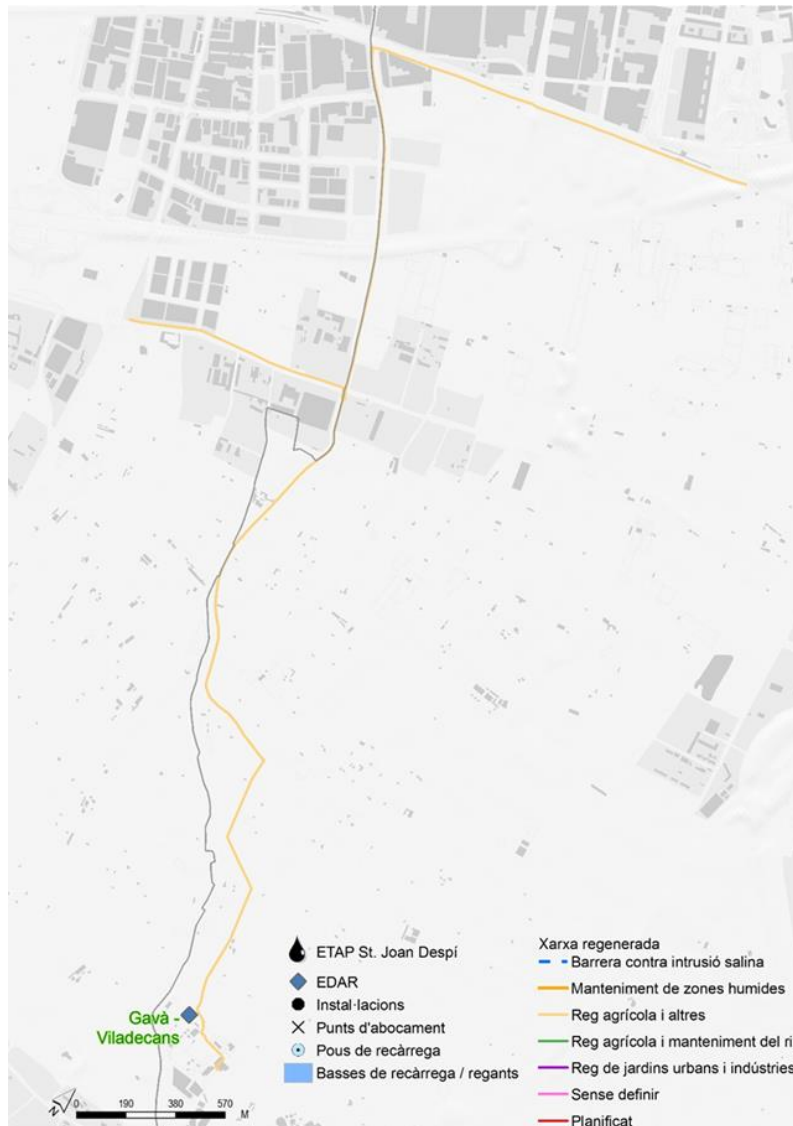 Gavà -
Viladecans
ETAP St. Joan Despí
EDAR
Instal·lacions
Punts d'abocament
Pous de recàrrega
Basses de recàrrega / regants
Xarxa regenerada
Barrera contra intrusió salina
Manteniment de zones humides
Reg agrícola i altres
Reg agrícola i manteniment del ri
Reg de jardins urbans i indústries
Sense definir
Planificat
N
0 190 380 570
M